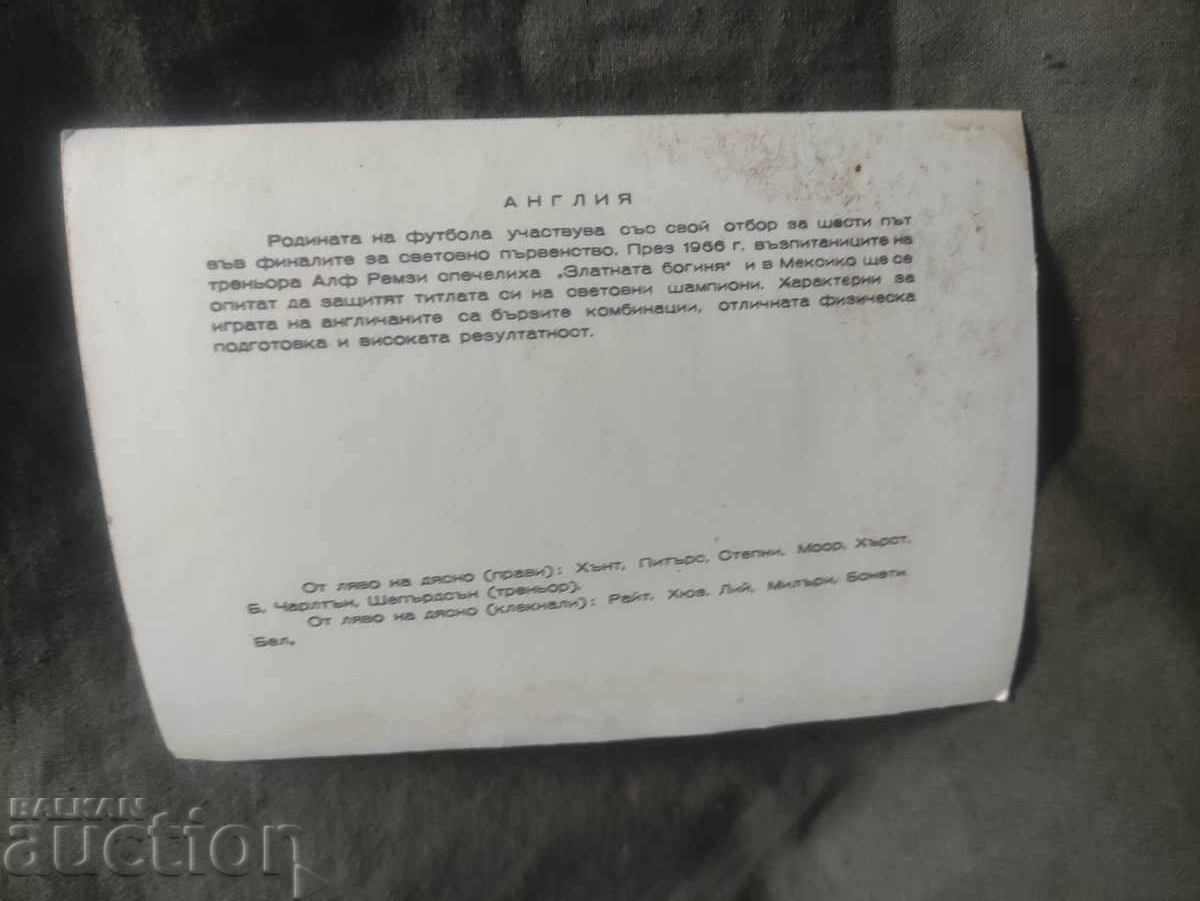 АНГЛИЯ
Родината на футбола участвува със свой отбор за шести път
във финалите за световно първенство. През 1966 г. възпитаниците на
треньора Алф Ремзи спечелиха „Златната богиня" и в Мексико ще се
опитат да защитят титлата си на световни шампиони. Характерни за
играта на англичаните са бързите комбинации, отличната физическа
подготовка и високата резултатност.
От ляво на дясно (прави): Хънт, Питърс, Степни, Моор, Хърст,
Б. Чарлтън, Шепърдсън (треньор).
От ляво на дясно (клекнали): Райт, Хюз, Лий, Милъри, Бонети
Бел.
BALKAN
auction